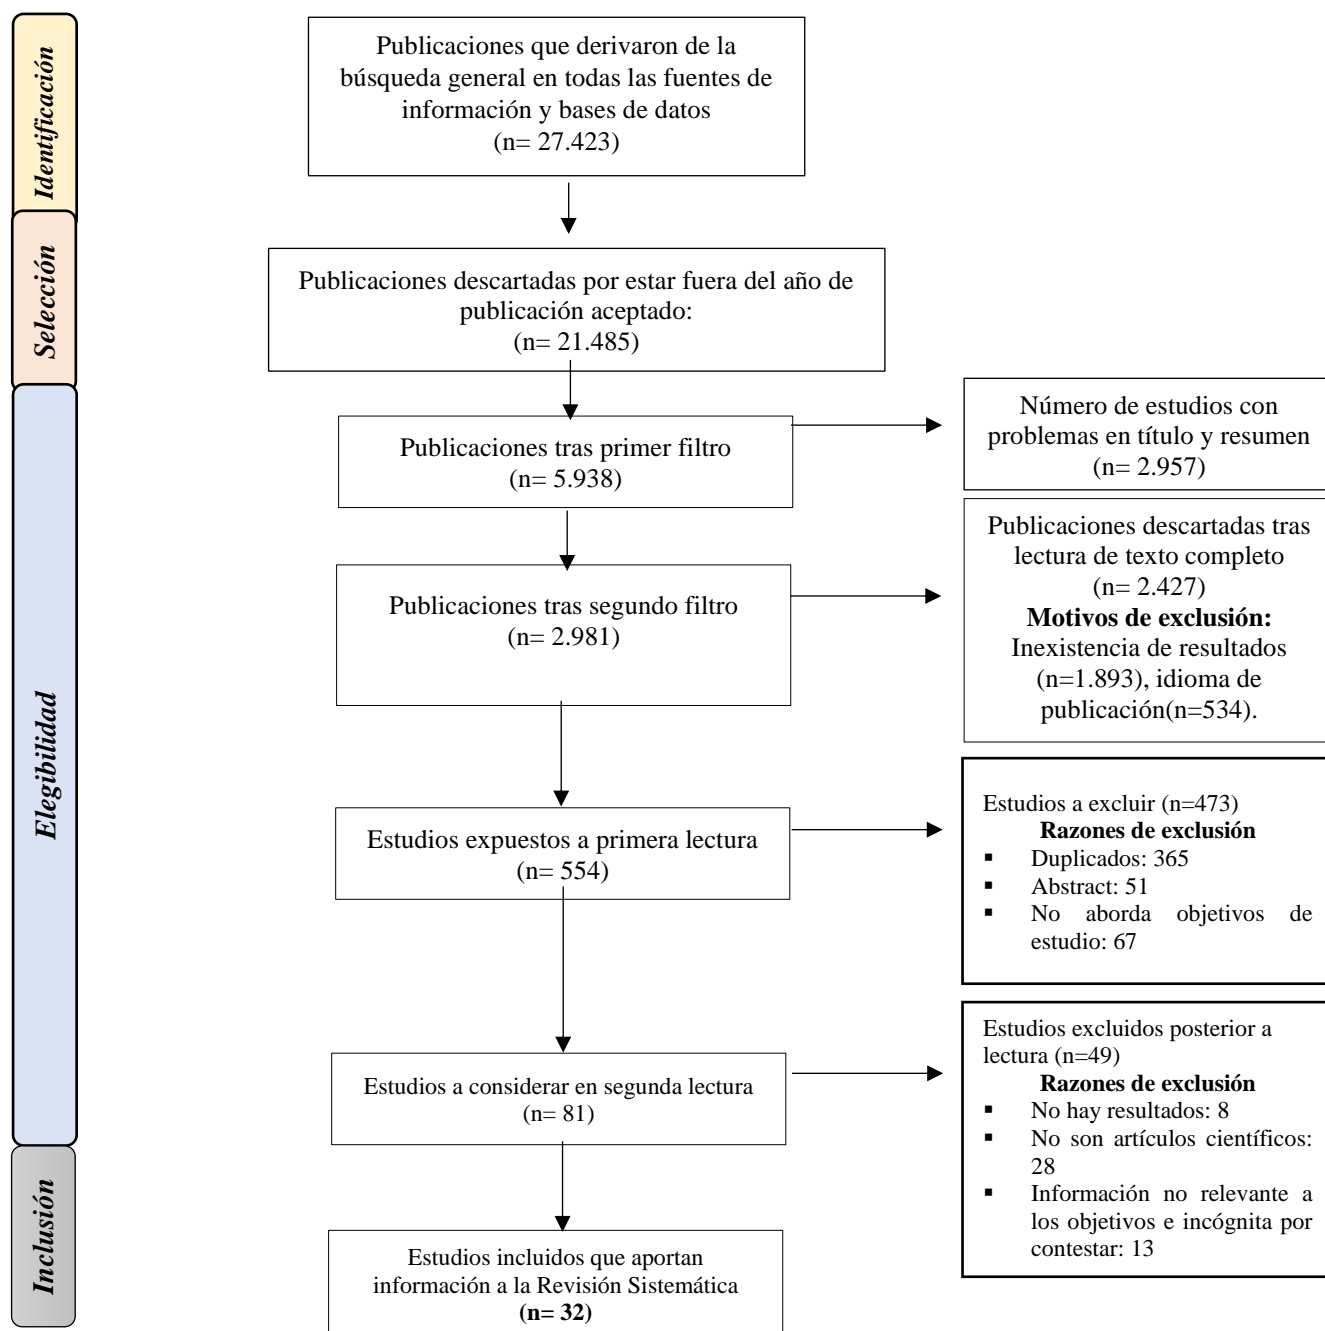 Identificación
Publicaciones que derivaron de la
búsqueda general en todas las fuentes de
información y bases de datos
(n= 27.423)
Selección
Publicaciones descartadas por estar fuera del año de
publicación aceptado:
(n= 21.485)
Elegibilidad
Publicaciones tras primer filtro
(n= 5.938)
Número de estudios con
problemas en título y resumen
(n= 2.957)
Publicaciones tras segundo filtro
(n= 2.981)
Publicaciones descartadas tras
lectura de texto completo
(n= 2.427)
Motivos de exclusión:
Inexistencia de resultados
(n=1.893), idioma de
publicación(n=534).
Estudios expuestos a primera lectura
(n= 554)
Estudios a excluir (n=473)
Razones de exclusión
▪ Duplicados: 365
▪ Abstract: 51
▪ No aborda objetivos de
estudio: 67
Estudios a considerar en segunda lectura
(n= 81)
Estudios excluidos posterior a
lectura (n=49)
Razones de exclusión
▪ No hay resultados: 8
▪ No son artículos científicos:
28
▪ Información no relevante a
los objetivos e incógnita por
contestar: 13
Inclusión
Estudios incluidos que aportan
información a la Revisión Sistemática
(n= 32)